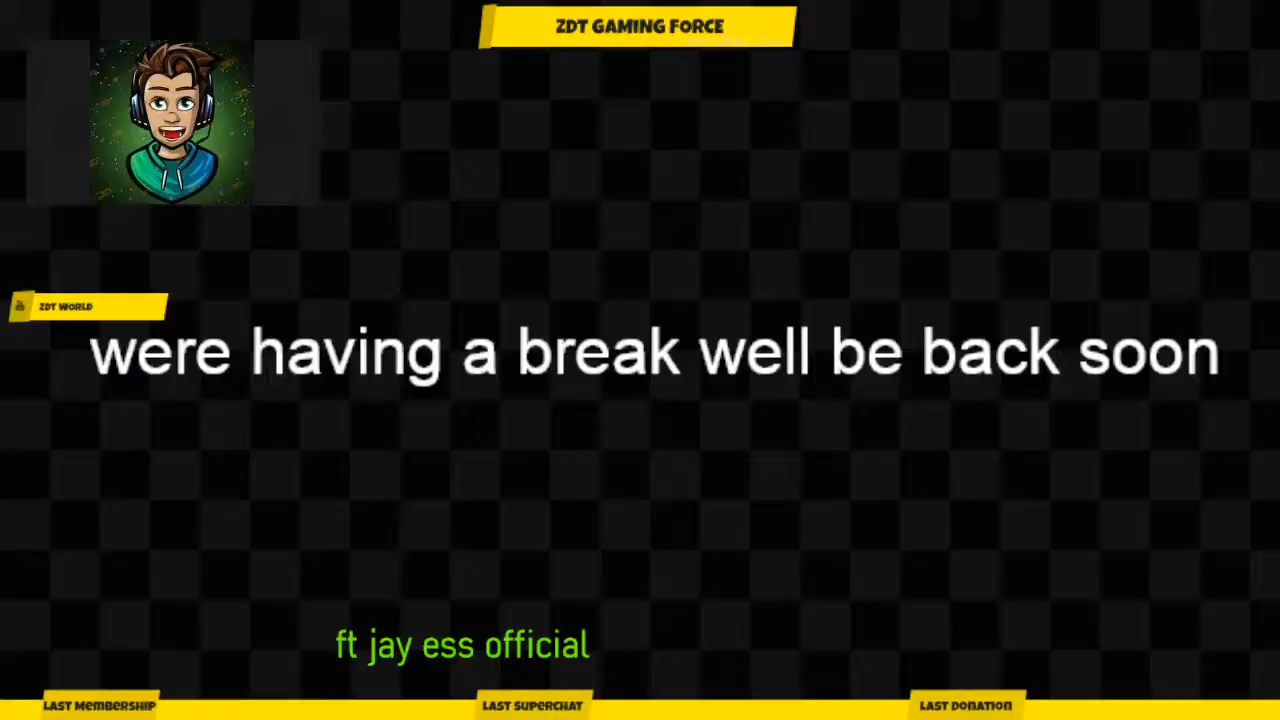 ZDT GAMING FORCE
ZDT WORLD
were having a break well be back soon
ft jay ess official
LAST MEMBERSHIP
LAST SUPERCHAT
LAST DONATION